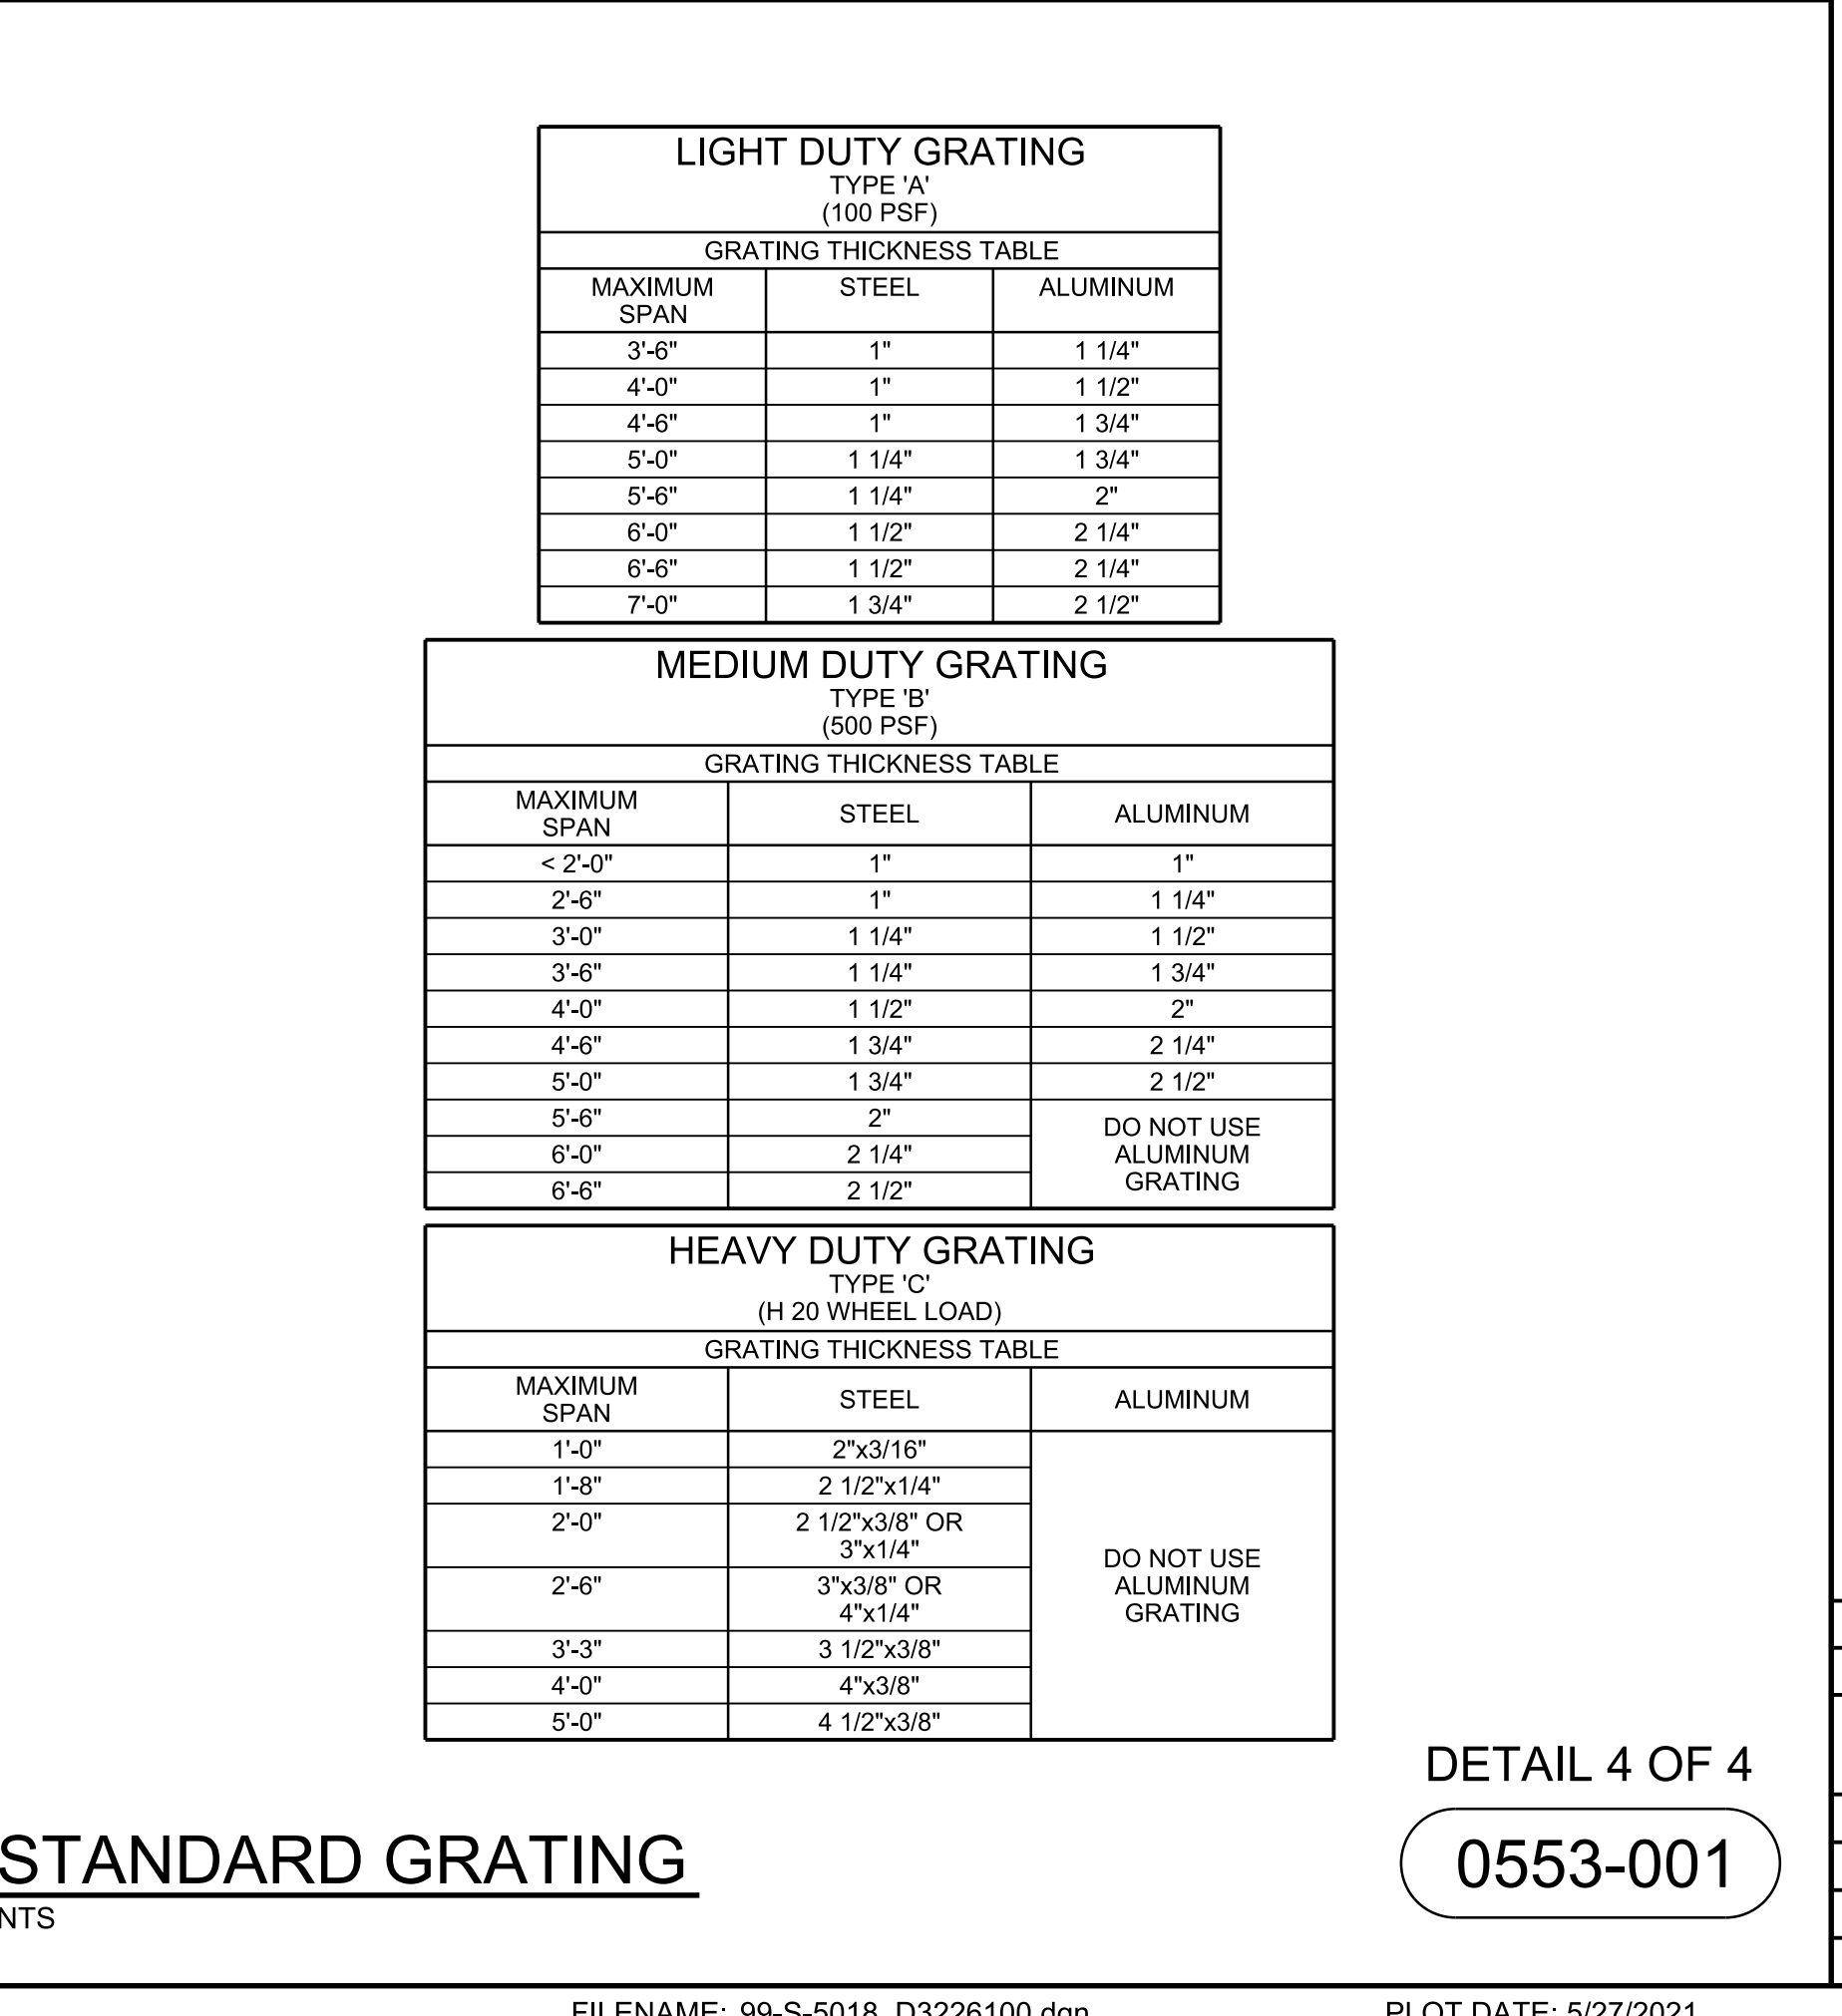 LIGHT DUTY GRATING
TYPE 'A'
(100 PSF)
GRATING THICKNESS TABLE
MAXIMUM SPAN STEEL ALUMINUM
3'-6" 1" 1 1/4"
4'-0" 1" 1 1/2"
4'-6" 1" 1 3/4"
5'-0" 1 1/4" 1 3/4"
5'-6" 1 1/4" 2"
6'-0" 1 1/2" 2 1/4"
6'-6" 1 1/2" 2 1/4"
7'-0" 1 3/4" 2 1/2"
MEDIUM DUTY GRATING
TYPE 'B'
(500 PSF)
GRATING THICKNESS TABLE
MAXIMUM SPAN STEEL ALUMINUM
< 2'-0" 1" 1"
2'-6" 1" 1 1/4"
3'-0" 1 1/4" 1 1/2"
3'-6" 1 1/4" 1 3/4"
4'-0" 1 1/2" 2"
4'-6" 1 3/4" 2 1/4"
5'-0" 1 3/4" 2 1/2"
5'-6" 2"
6'-0" 2 1/4"
6'-6" 2 1/2"
DO NOT USE
ALUMINUM
GRATING
HEAVY DUTY GRATING
TYPE 'C'
(H 20 WHEEL LOAD)
GRATING THICKNESS TABLE
MAXIMUM SPAN STEEL ALUMINUM
1'-0" 2"x3/16"
1'-8" 2 1/2"x1/4"
2'-0" 2 1/2"x3/8" OR
3"x1/4"
2'-6" 3"x3/8" OR
4"x1/4"
3'-3" 3 1/2"x3/8"
4'-0" 4"x3/8"
5'-0" 4 1/2"x3/8"
DO NOT USE
ALUMINUM
GRATING
DETAIL 4 OF 4
0553-001
STANDARD GRATING
NTS
FILENAME: 99-S-5018_D3226100.dgn PLOT DATE: 5/27/2021